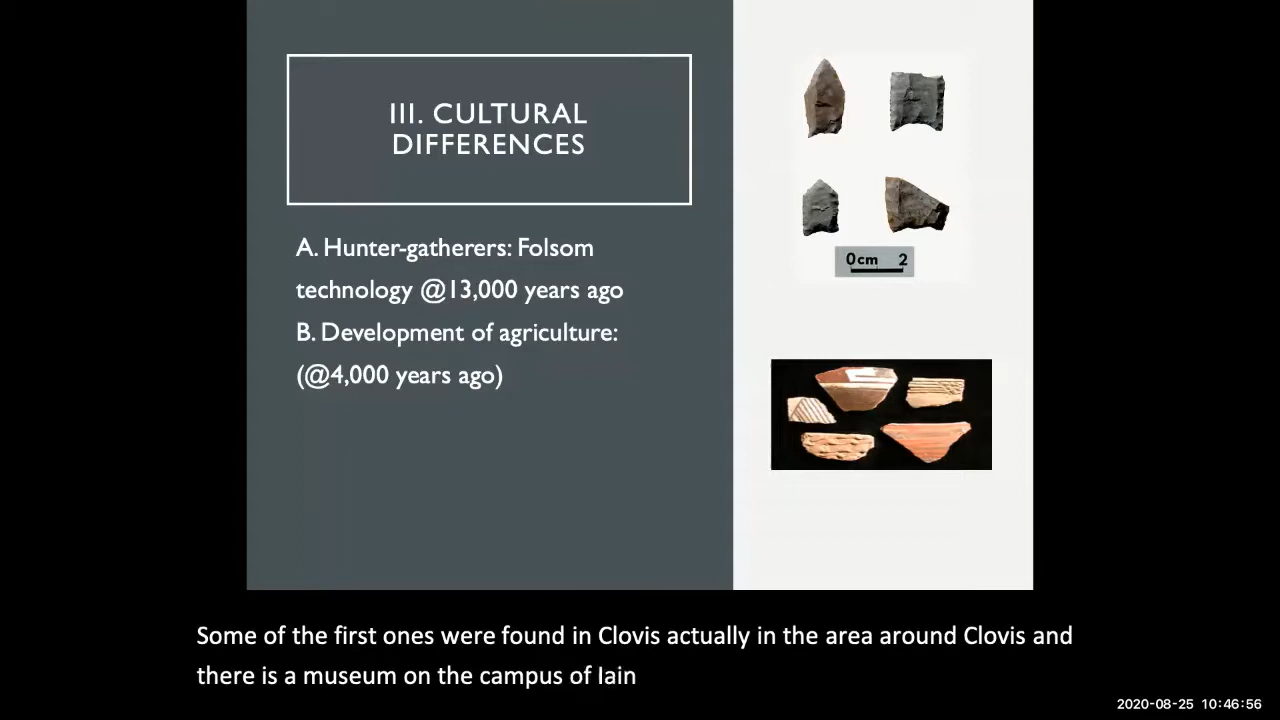 III. CULTURAL
DIFFERENCES
A. Hunter-gatherers: Folsom
technology @13,000 years ago
B. Development of agriculture:
(@4,000 years ago)
0cm 2
Some of the first ones were found in Clovis actually in the area around Clovis and
there is a museum on the campus of Iain
2020-08-25 10:46:56